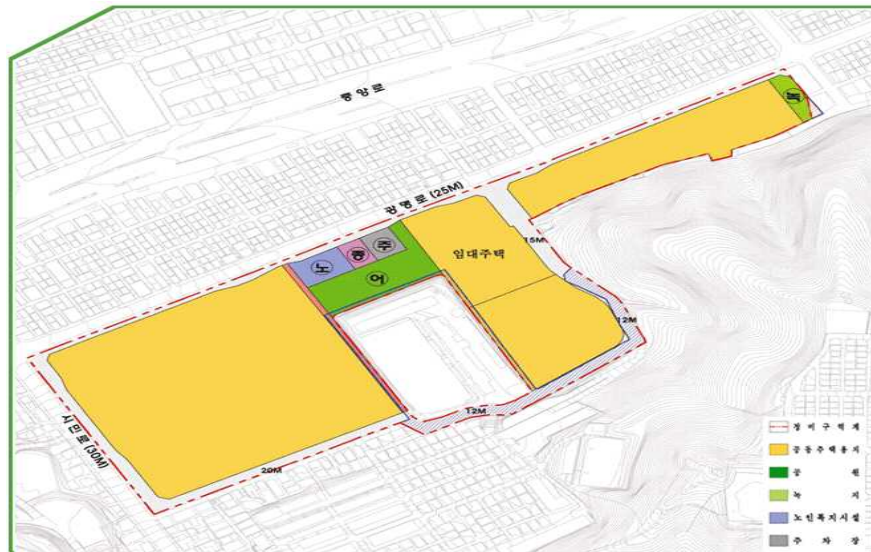 중앙로
광명로 (25M)
녹
15M
임대주택
노
종
주
어
12M
12M
시민로 (30M)
20M
정 비 구 역 계
공 동 주 택 용 지
공 원
녹 지
노 인 복 지 시 설
주 차 장